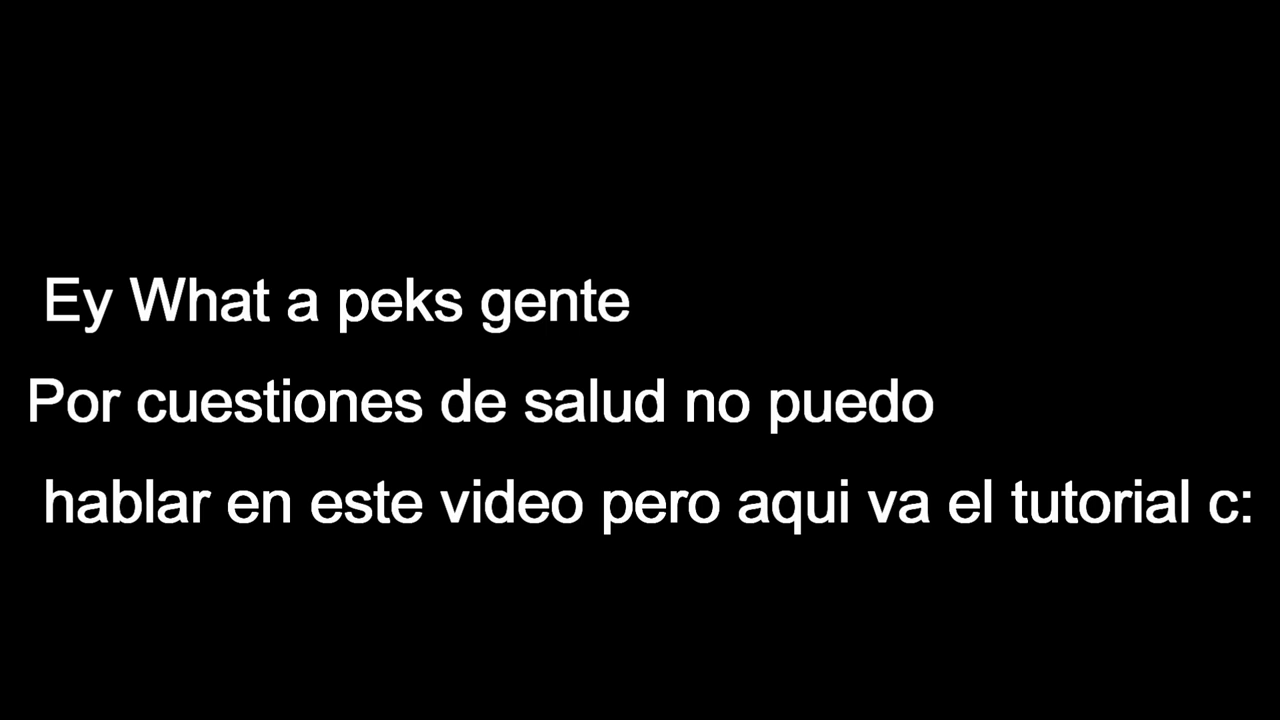 Ey What a peks gente
Por cuestiones de salud no puedo
hablar en este video pero aqui va el tutorial c: